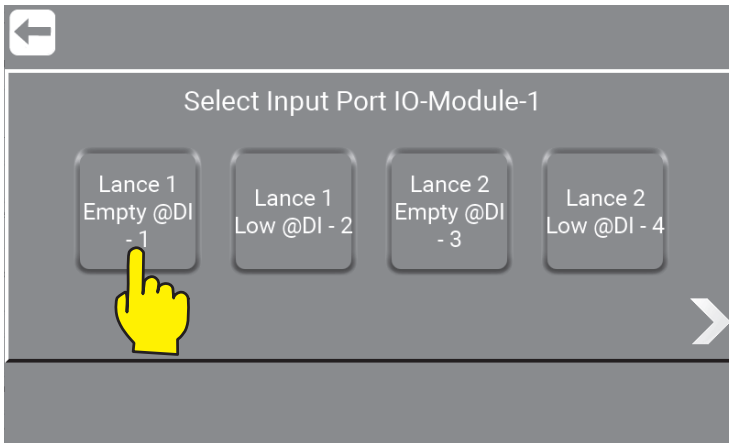 Select Input Port IO-Module-1
Lance 1
Empty @DI
- 1
Lance 1
Low @DI - 2
Lance 2
Empty @DI
- 3
Lance 2
Low @DI - 4